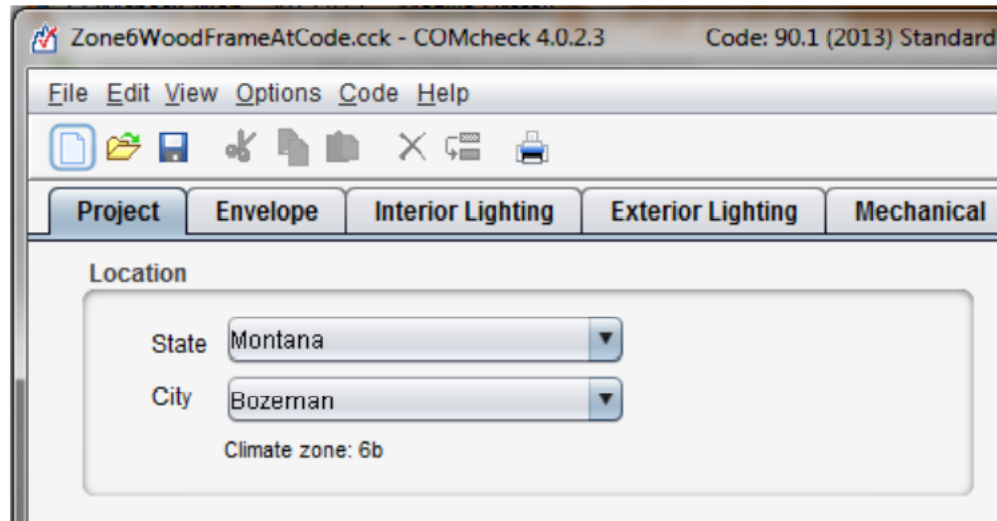 Zone6WoodFrameAtCode.cck - COMcheck 4.0.2.3 Code: 90.1 (2013) Standard
File Edit View Options Code Help
Project Envelope Interior Lighting Exterior Lighting Mechanical
Location
State Montana
City Bozeman
Climate zone: 6b